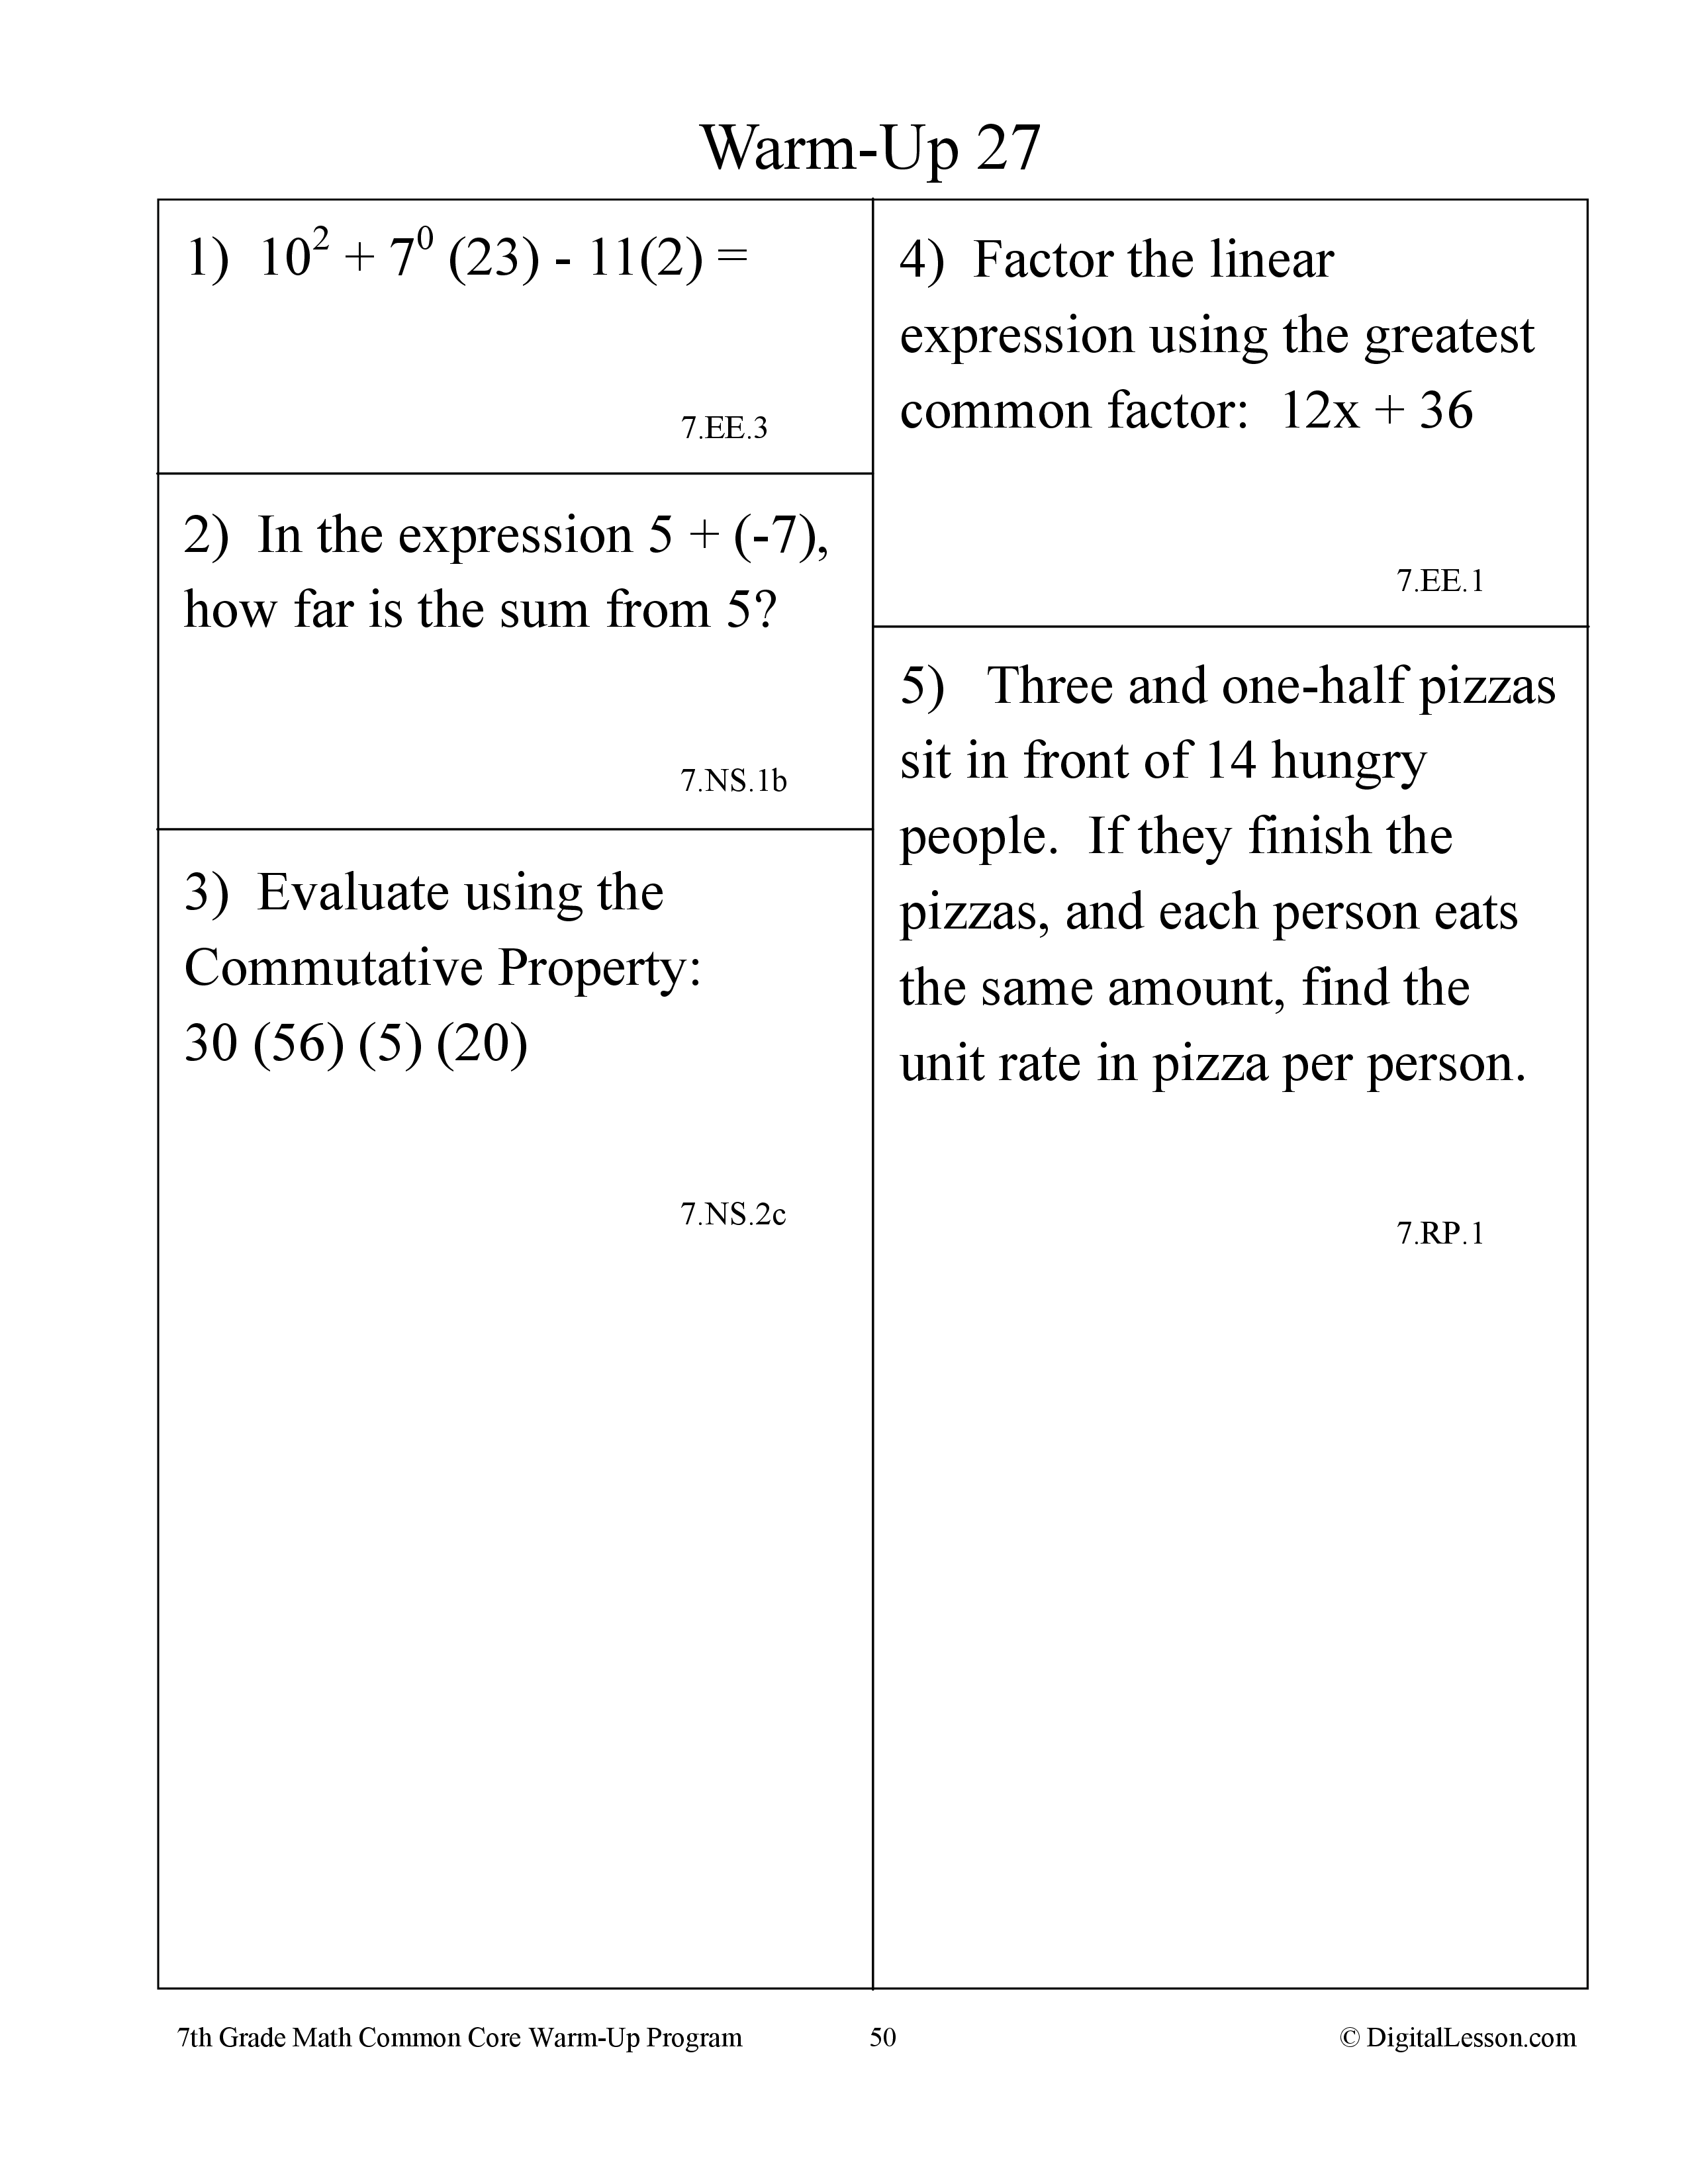 Warm-Up 27
1)  10² + 7⁰ (23) - 11(2) =
7.EE.3
2)  In the expression 5 + (-7),
how far is the sum from 5?
7.NS.1b
3)  Evaluate using the
Commutative Property:
30 (56) (5) (20)
7.NS.2c
4)  Factor the linear
expression using the greatest
common factor:  12x + 36
7.EE.1
5)   Three and one-half pizzas
sit in front of 14 hungry
people.  If they finish the
pizzas, and each person eats
the same amount, find the
unit rate in pizza per person.
7.RP.1
7th Grade Math Common Core Warm-Up Program 50 © DigitalLesson.com